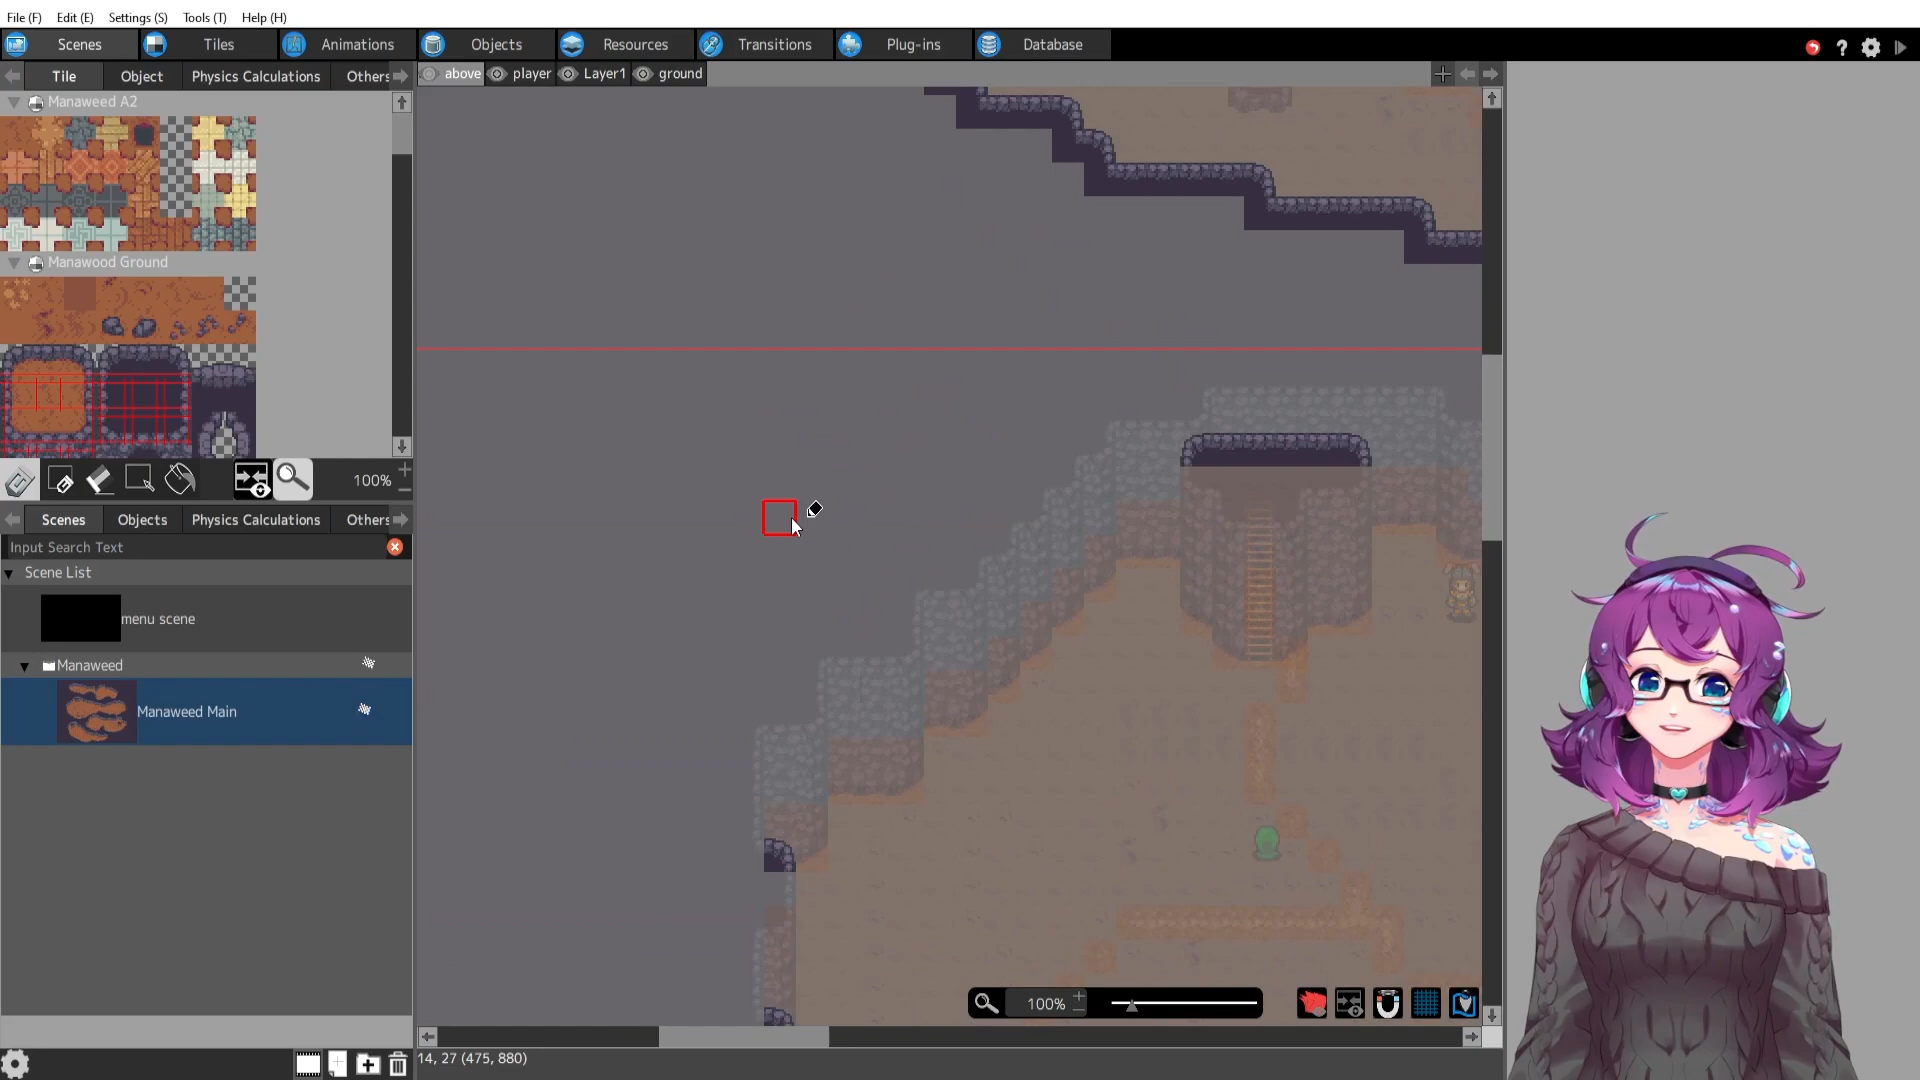 File (F) Edit (E) Settings (S) Tools (T) Help (H)
Scenes Tiles Animations Objects Resources Transitions Plug-ins Database
Tile Object Physics Calculations Others
above player Layer1 ground
Manaweed A2
Manawood Ground
100%
Scenes Objects Physics Calculations Others
Input Search Text
Scene List
menu scene
Manaweed
Manaweed Main
100%
14, 27 (475, 880)